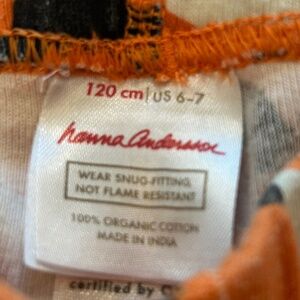 120 cm | US 6-7
hanna andersson
WEAR SNUG-FITTING,
NOT FLAME RESISTANT
100% ORGANIC COTTON
MADE IN INDIA
certified by